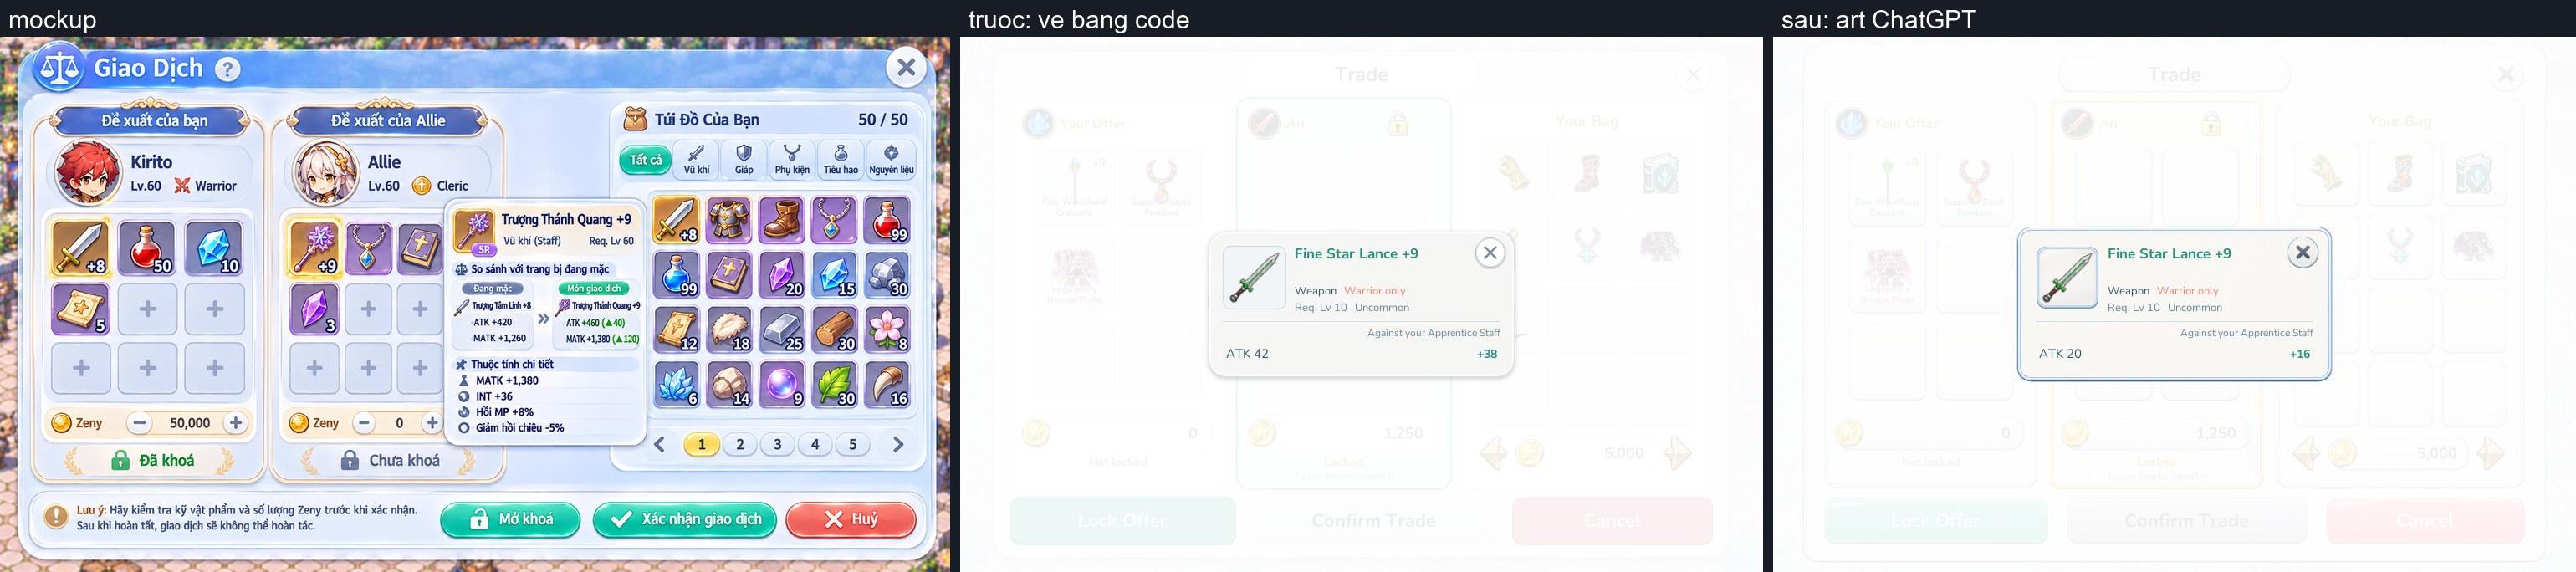 mockup
Giao Dịch ?
Đề xuất của bạn
Kirito
Lv.60 Warrior
+8 50 10
5
Zeny 50,000
Đã khoá
Đề xuất của Allie
Allie
Lv.60 Cleric
+9
3
Zeny 0
Chưa khoá
Trượng Thánh Quang +9
Vũ khí (Staff) Req. Lv 60
SR
So sánh với trang bị đang mặc
Đang mặc
Món giao dịch
Trượng Tâm Linh +8
Trượng Thánh Quang +9
ATK +420
ATK +460 (▲40)
MATK +1,260
MATK +1,380 (▲120)
Thuộc tính chi tiết
MATK +1,380
INT +36
Hồi MP +8%
Giảm hồi chiêu -5%
Túi Đồ Của Bạn 50 / 50
Tất cả Vũ khí Giáp Phụ kiện Tiêu hao Nguyên liệu
+8 99
99 20 15 30
12 18 25 30 8
6 14 9 30 16
1 2 3 4 5
Lưu ý: Hãy kiểm tra kỹ vật phẩm và số lượng Zeny trước khi xác nhận.
Sau khi hoàn tất, giao dịch sẽ không thể hoàn tác.
Mở khoá
Xác nhận giao dịch
Huỷ
truoc: ve bang code
Trade
Your Offer
Ari
Your Bag
+9
Fine Woodland
Crescent
Fine Star Lance +9
Weapon Warrior only
Req. Lv 10 Uncommon
Against your Apprentice Staff
ATK 42 +38
0
1,250
5,000
Not locked
Locked
Lock Offer
Confirm Trade
Cancel
sau: art ChatGPT
Trade
Your Offer
Ari
Your Bag
+9
Fine Woodland
Crescent
Fine Star Lance +9
Weapon Warrior only
Req. Lv 10 Uncommon
Against your Apprentice Staff
ATK 20 +16
0
1,250
5,000
Not locked
Locked
Lock Offer
Confirm Trade
Cancel